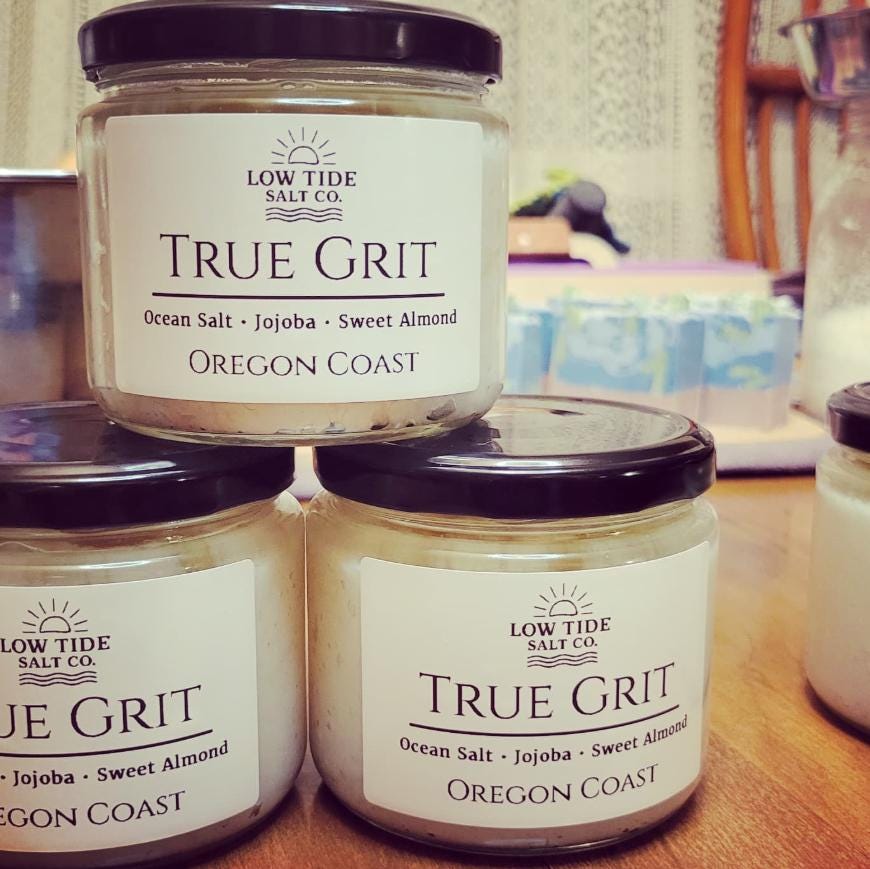 LOW TIDE
SALT CO.
TRUE GRIT
Ocean Salt • Jojoba • Sweet Almond
OREGON COAST
LOW TIDE
SALT CO.
UE GRIT
• Jojoba • Sweet Almond
EGON COAST
LOW TIDE
SALT CO.
TRUE GRIT
Ocean Salt • Jojoba • Sweet Almond
OREGON COAST